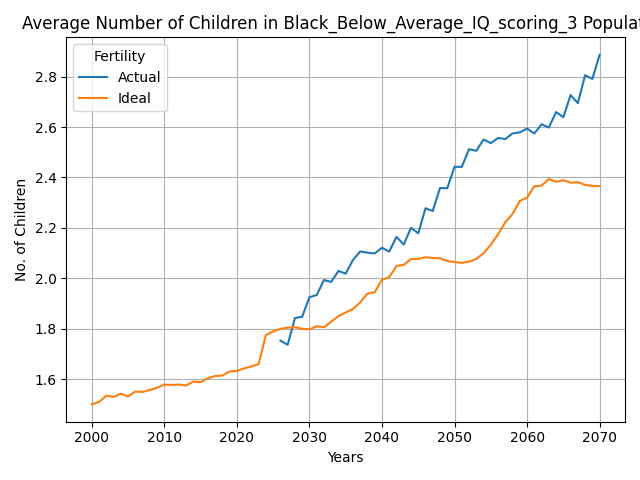 Average Number of Children in Black_Below_Average_IQ_scoring_3 Populat
Fertility
Actual
Ideal
2.8
2.6
2.4
2.2
2.0
1.8
1.6
No. of Children
2000 2010 2020 2030 2040 2050 2060 2070
Years